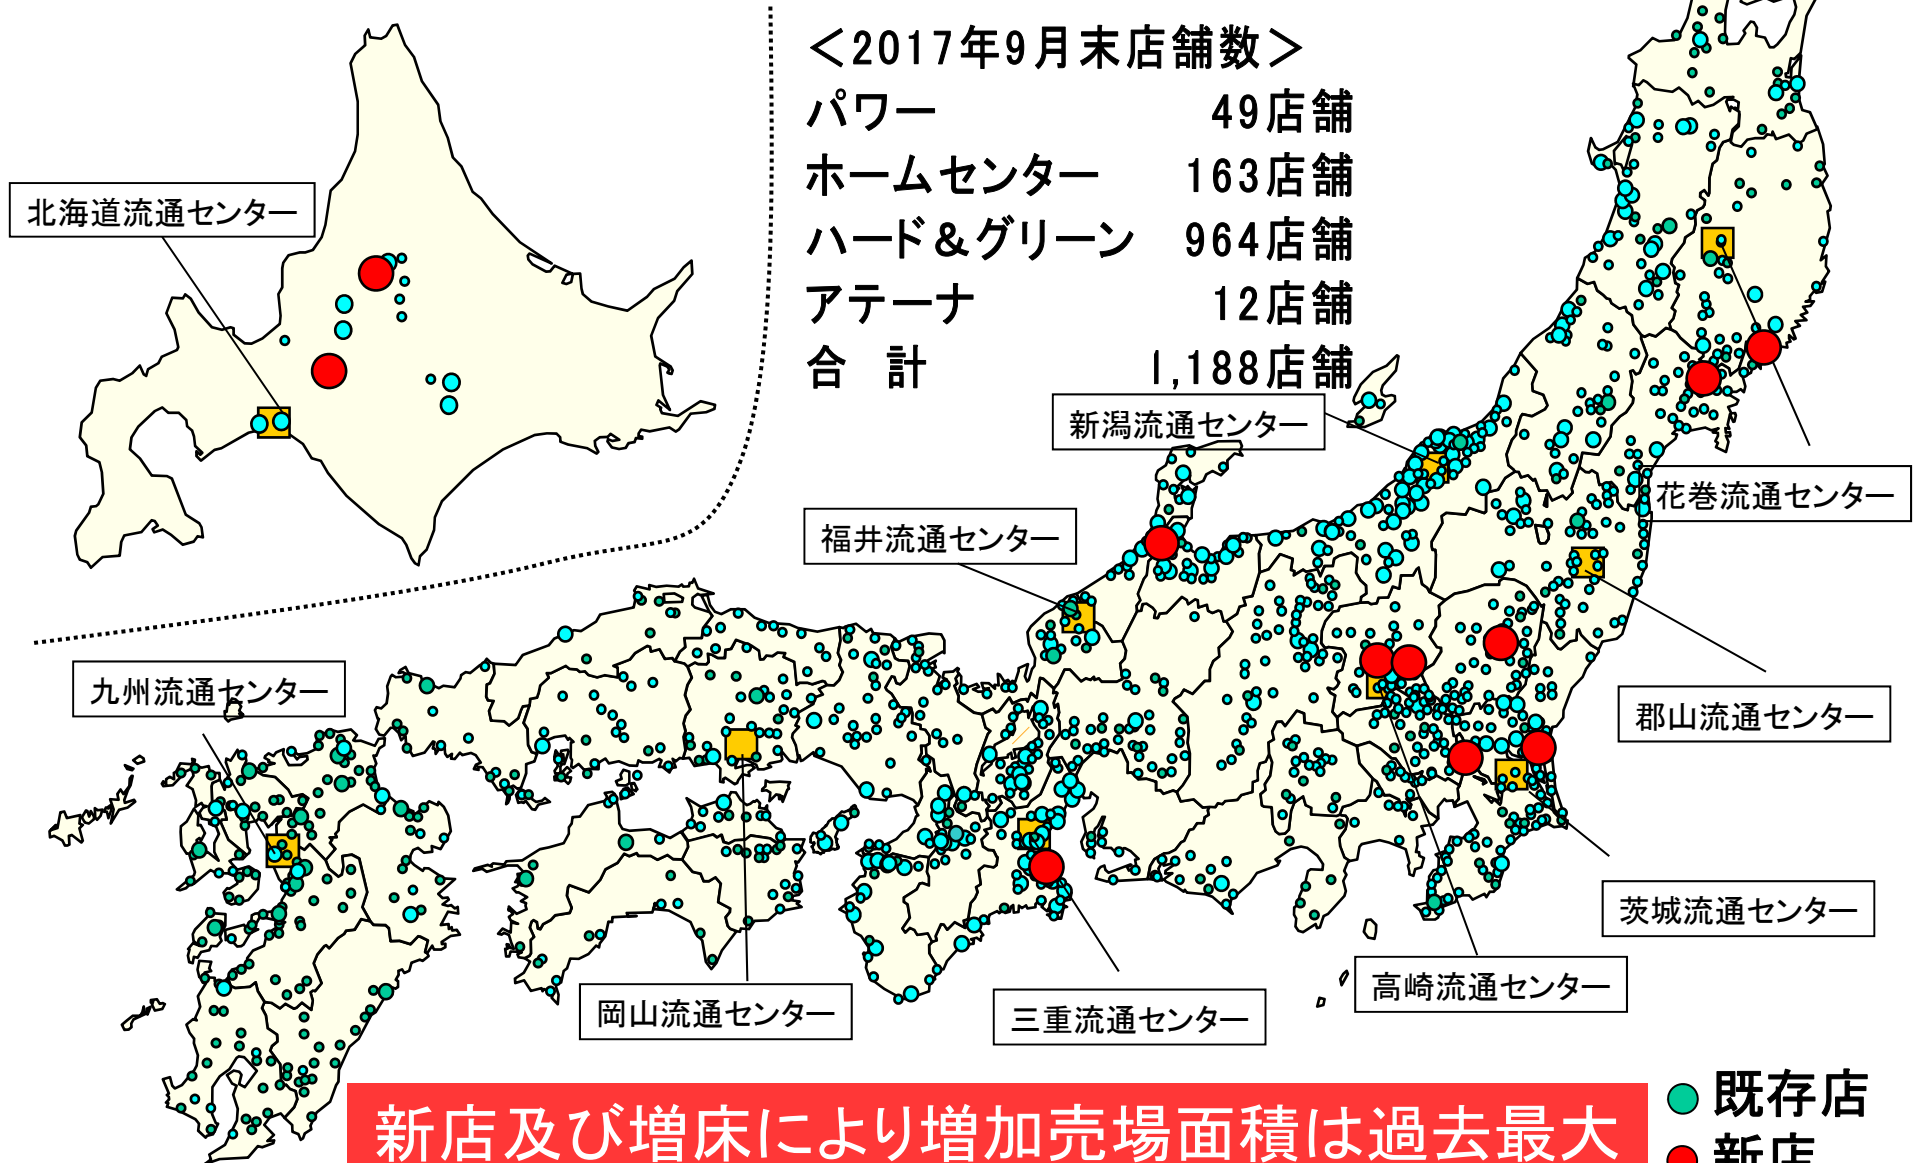 ＜2017年9月末店舗数＞
パワー 49店舗
ホームセンター 163店舗
ハード＆グリーン 964店舗
アテーナ 12店舗
合 計 1,188店舗
北海道流通センター
新潟流通センター
花巻流通センター
福井流通センター
九州流通センター
郡山流通センター
茨城流通センター
高崎流通センター
岡山流通センター
三重流通センター
新店及び増床により増加売場面積は過去最大
既存店
新店